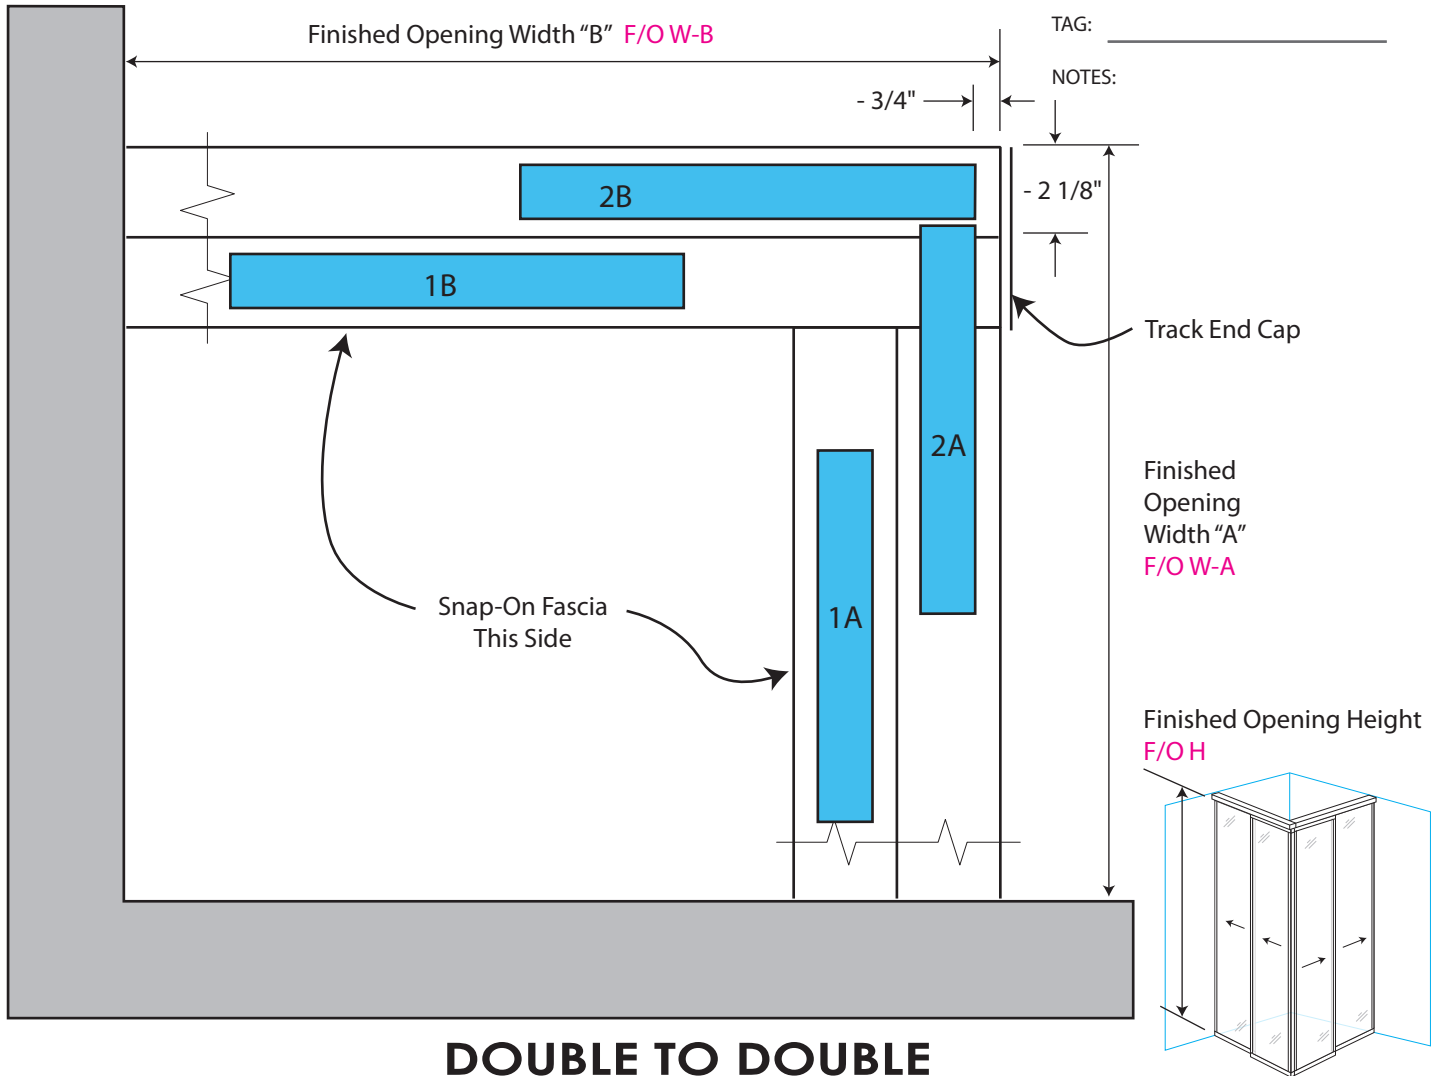 Finished Opening Width “B” F/O W-B
TAG:
NOTES:
- 3/4"
- 2 1/8"
2B
1B
Track End Cap
2A
Finished
Opening
Width “A”
F/O W-A
1A
Snap-On Fascia
This Side
Finished Opening Height
F/O H
DOUBLE TO DOUBLE